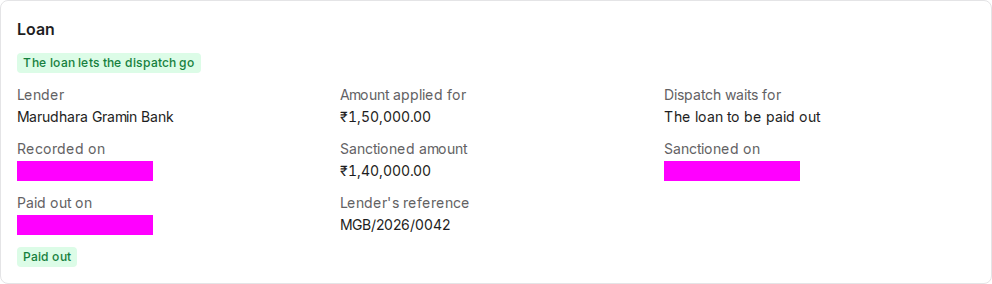 Loan
The loan lets the dispatch go
Lender
Amount applied for
Dispatch waits for
Marudhara Gramin Bank
₹1,50,000.00
The loan to be paid out
Recorded on
Sanctioned amount
Sanctioned on
₹1,40,000.00
Paid out on
Lender's reference
MGB/2026/0042
Paid out